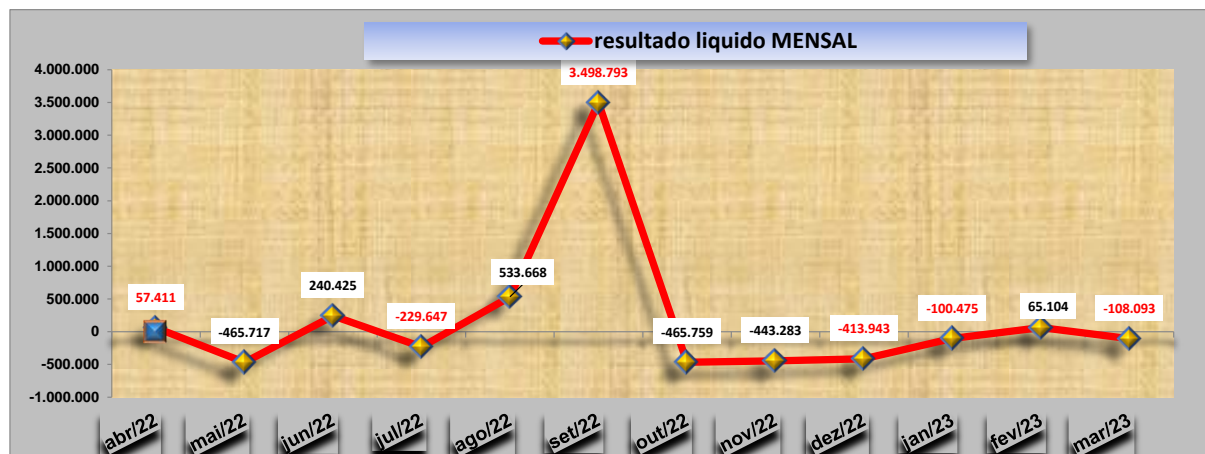 resultado liquido MENSAL
4.000.000
3.500.000
3.000.000
2.500.000
2.000.000
1.500.000
1.000.000
500.000
0
-500.000
-1.000.000
57.411
-465.717
240.425
-229.647
533.668
3.498.793
-465.759
-443.283
-413.943
-100.475
65.104
-108.093
abr/22
mai/22
jun/22
jul/22
ago/22
set/22
out/22
nov/22
dez/22
jan/23
fev/23
mar/23